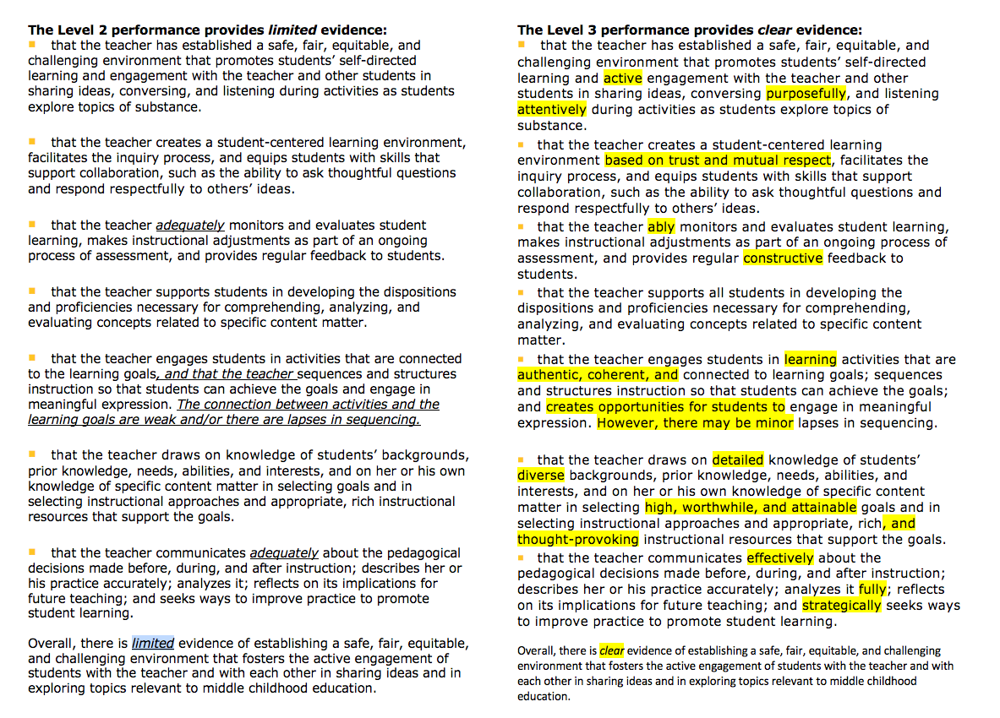 The Level 2 performance provides limited evidence:
▪ that the teacher has established a safe, fair, equitable, and
challenging environment that promotes students’ self-directed
learning and engagement with the teacher and other students in
sharing ideas, conversing, and listening during activities as students
explore topics of substance.
▪ that the teacher creates a student-centered learning environment,
facilitates the inquiry process, and equips students with skills that
support collaboration, such as the ability to ask thoughtful questions
and respond respectfully to others’ ideas.
▪ that the teacher adequately monitors and evaluates student
learning, makes instructional adjustments as part of an ongoing
process of assessment, and provides regular feedback to students.
▪ that the teacher supports students in developing the dispositions
and proficiencies necessary for comprehending, analyzing, and
evaluating concepts related to specific content matter.
▪ that the teacher engages students in activities that are connected
to the learning goals, and that the teacher sequences and structures
instruction so that students can achieve the goals and engage in
meaningful expression. The connection between activities and the
learning goals are weak and/or there are lapses in sequencing.
▪ that the teacher draws on knowledge of students’ backgrounds,
prior knowledge, needs, abilities, and interests, and on her or his own
knowledge of specific content matter in selecting goals and in
selecting instructional approaches and appropriate, rich instructional
resources that support the goals.
▪ that the teacher communicates adequately about the pedagogical
decisions made before, during, and after instruction; describes her or
his practice accurately; analyzes it; reflects on its implications for
future teaching; and seeks ways to improve practice to promote
student learning.
Overall, there is limited evidence of establishing a safe, fair, equitable,
and challenging environment that fosters the active engagement of
students with the teacher and with each other in sharing ideas and in
exploring topics relevant to middle childhood education.
The Level 3 performance provides clear evidence:
▪ that the teacher has established a safe, fair, equitable, and
challenging environment that promotes students’ self-directed
learning and active engagement with the teacher and other
students in sharing ideas, conversing purposefully, and listening
attentively during activities as students explore topics of
substance.
▪ that the teacher creates a student-centered learning
environment based on trust and mutual respect, facilitates the
inquiry process, and equips students with skills that support
collaboration, such as the ability to ask thoughtful questions and
respond respectfully to others’ ideas.
▪ that the teacher ably monitors and evaluates student learning,
makes instructional adjustments as part of an ongoing process of
assessment, and provides regular constructive feedback to
students.
▪ that the teacher supports all students in developing the
dispositions and proficiencies necessary for comprehending,
analyzing, and evaluating concepts related to specific content
matter.
▪ that the teacher engages students in learning activities that are
authentic, coherent, and connected to learning goals; sequences
and structures instruction so that students can achieve the goals;
and creates opportunities for students to engage in meaningful
expression. However, there may be minor lapses in sequencing.
▪ that the teacher draws on detailed knowledge of students’
diverse backgrounds, prior knowledge, needs, abilities, and
interests, and on her or his own knowledge of specific content
matter in selecting high, worthwhile, and attainable goals and in
selecting instructional approaches and appropriate, rich, and
thought-provoking instructional resources that support the goals.
▪ that the teacher communicates effectively about the
pedagogical decisions made before, during, and after instruction;
describes her or his practice accurately; analyzes it fully; reflects
on its implications for future teaching; and strategically seeks ways
to improve practice to promote student learning.
Overall, there is clear evidence of establishing a safe, fair, equitable, and challenging
environment that fosters the active engagement of students with the teacher and with
each other in sharing ideas and in exploring topics relevant to middle childhood
education.